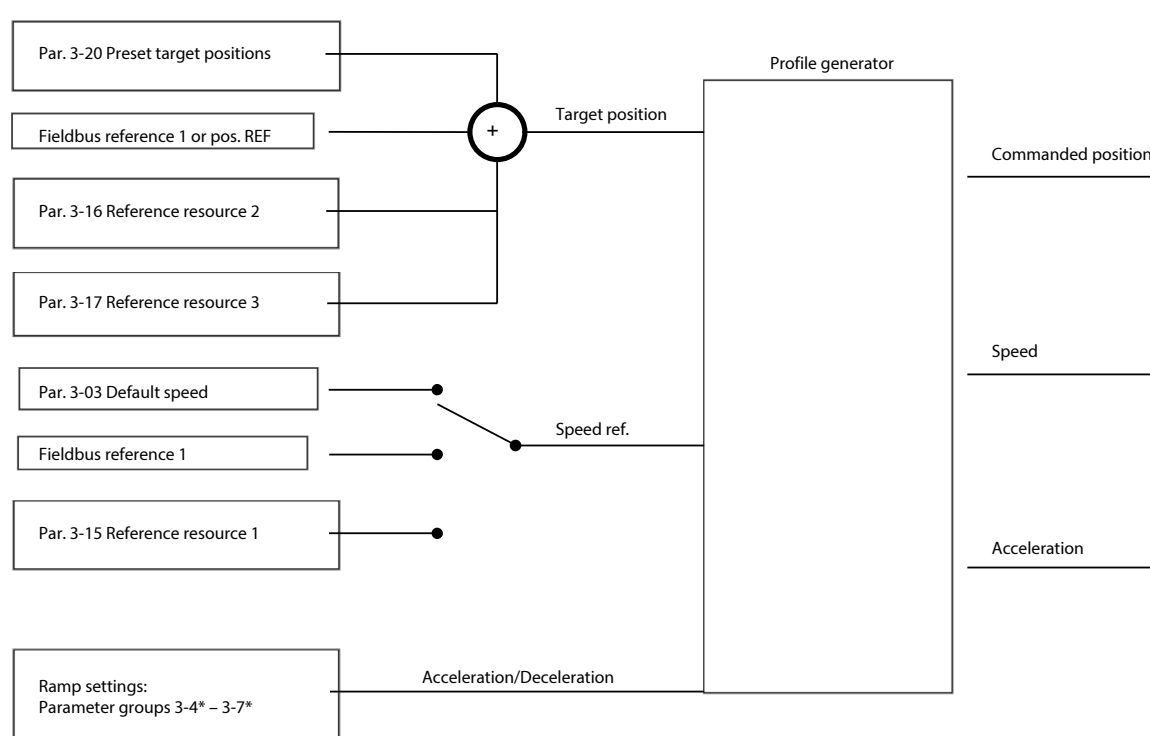 Par. 3-20 Preset target positions
Profile generator
Target position
+
Fieldbus reference 1 or pos. REF
Commanded position
Par. 3-16 Reference resource 2
Par. 3-17 Reference resource 3
Speed
Par. 3-03 Default speed
Speed ref.
Fieldbus reference 1
Par. 3-15 Reference resource 1
Acceleration
Acceleration/Deceleration
Ramp settings:
Parameter groups 3-4* – 3-7*